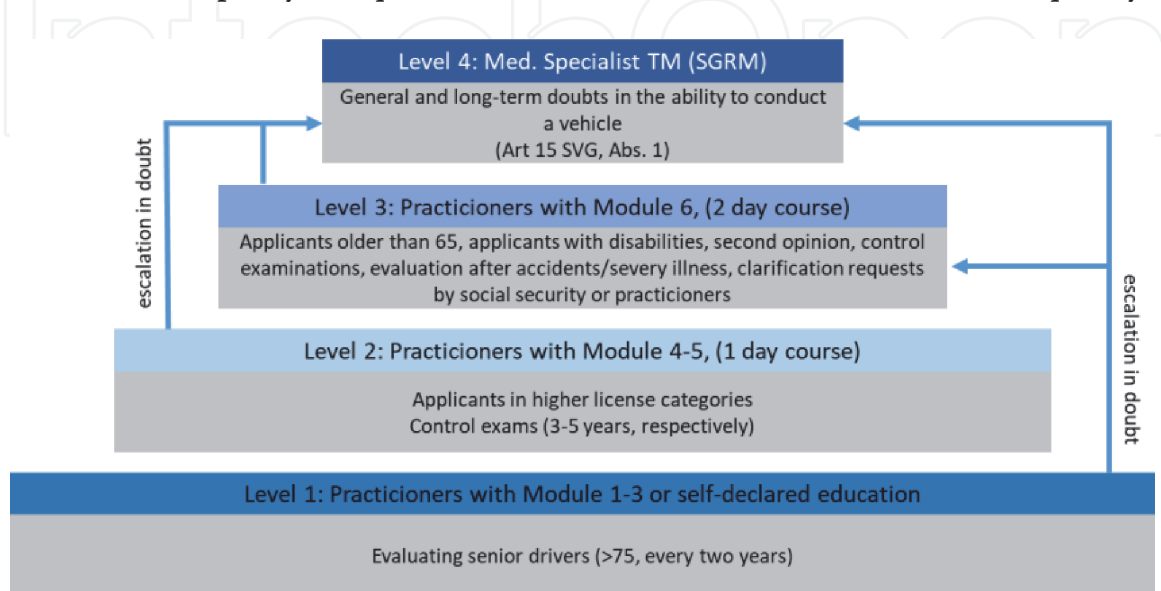 Level 4: Med. Specialist TM (SGRM)
General and long-term doubts in the ability to conduct
a vehicle
(Art 15 SVG, Abs. 1)
escalation in doubt
Level 3: Practicioners with Module 6, (2 day course)
Applicants older than 65, applicants with disabilities, second opinion, control
examinations, evaluation after accidents/severy illness, clarification requests
by social security or practicioners
escalation in doubt
Level 2: Practicioners with Module 4-5, (1 day course)
Applicants in higher license categories
Control exams (3-5 years, respectively)
Level 1: Practicioners with Module 1-3 or self-declared education
Evaluating senior drivers (>75, every two years)